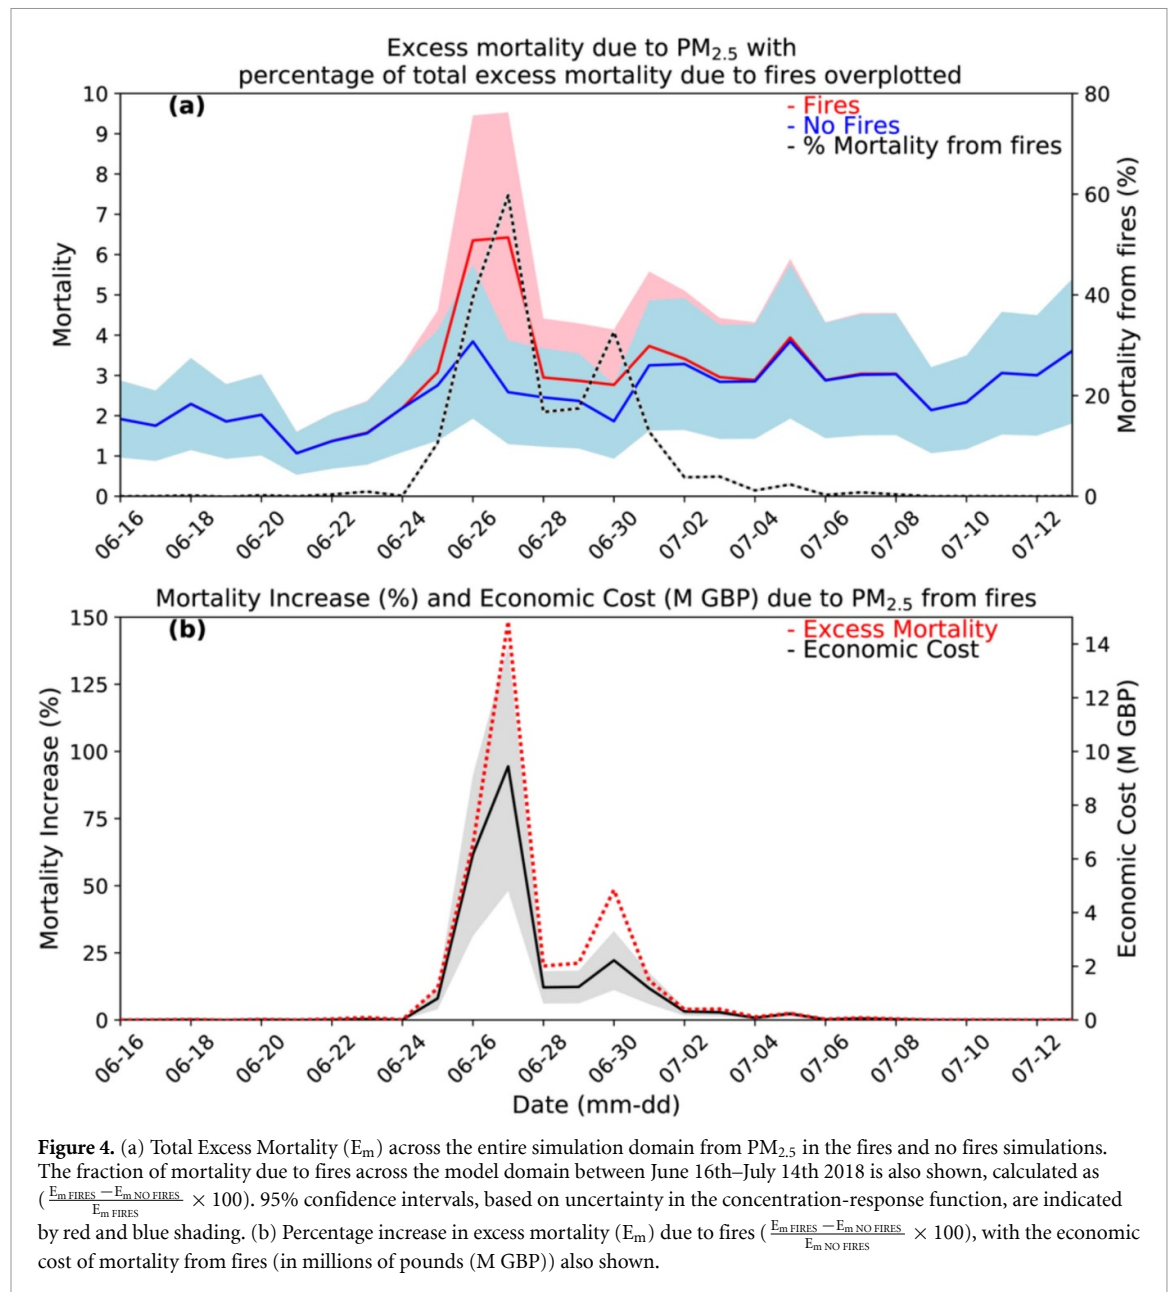 Excess mortality due to PM2.5 with
percentage of total excess mortality due to fires overplotted
(a)
- Fires
- No Fires
- % Mortality from fires
Mortality
10
9
8
7
6
5
4
3
2
1
0
Mortality from fires (%)
80
60
40
20
0
06-16
06-18
06-20
06-22
06-24
06-26
06-28
06-30
07-02
07-04
07-06
07-08
07-10
07-12
Mortality Increase (%) and Economic Cost (M GBP) due to PM2.5 from fires
(b)
- Excess Mortality
- Economic Cost
Mortality Increase (%)
150
125
100
75
50
25
0
Economic Cost (M GBP)
14
12
10
8
6
4
2
0
06-16
06-18
06-20
06-22
06-24
06-26
06-28
06-30
07-02
07-04
07-06
07-08
07-10
07-12
Date (mm-dd)
Figure 4. (a) Total Excess Mortality (Em) across the entire simulation domain from PM2.5 in the fires and no fires simulations.
The fraction of mortality due to fires across the model domain between June 16th–July 14th 2018 is also shown, calculated as
(Em FIRES −Em NO FIRES / Em FIRES × 100). 95% confidence intervals, based on uncertainty in the concentration-response function, are indicated
by red and blue shading. (b) Percentage increase in excess mortality (Em) due to fires (Em FIRES −Em NO FIRES / Em NO FIRES × 100), with the economic
cost of mortality from fires (in millions of pounds (M GBP)) also shown.